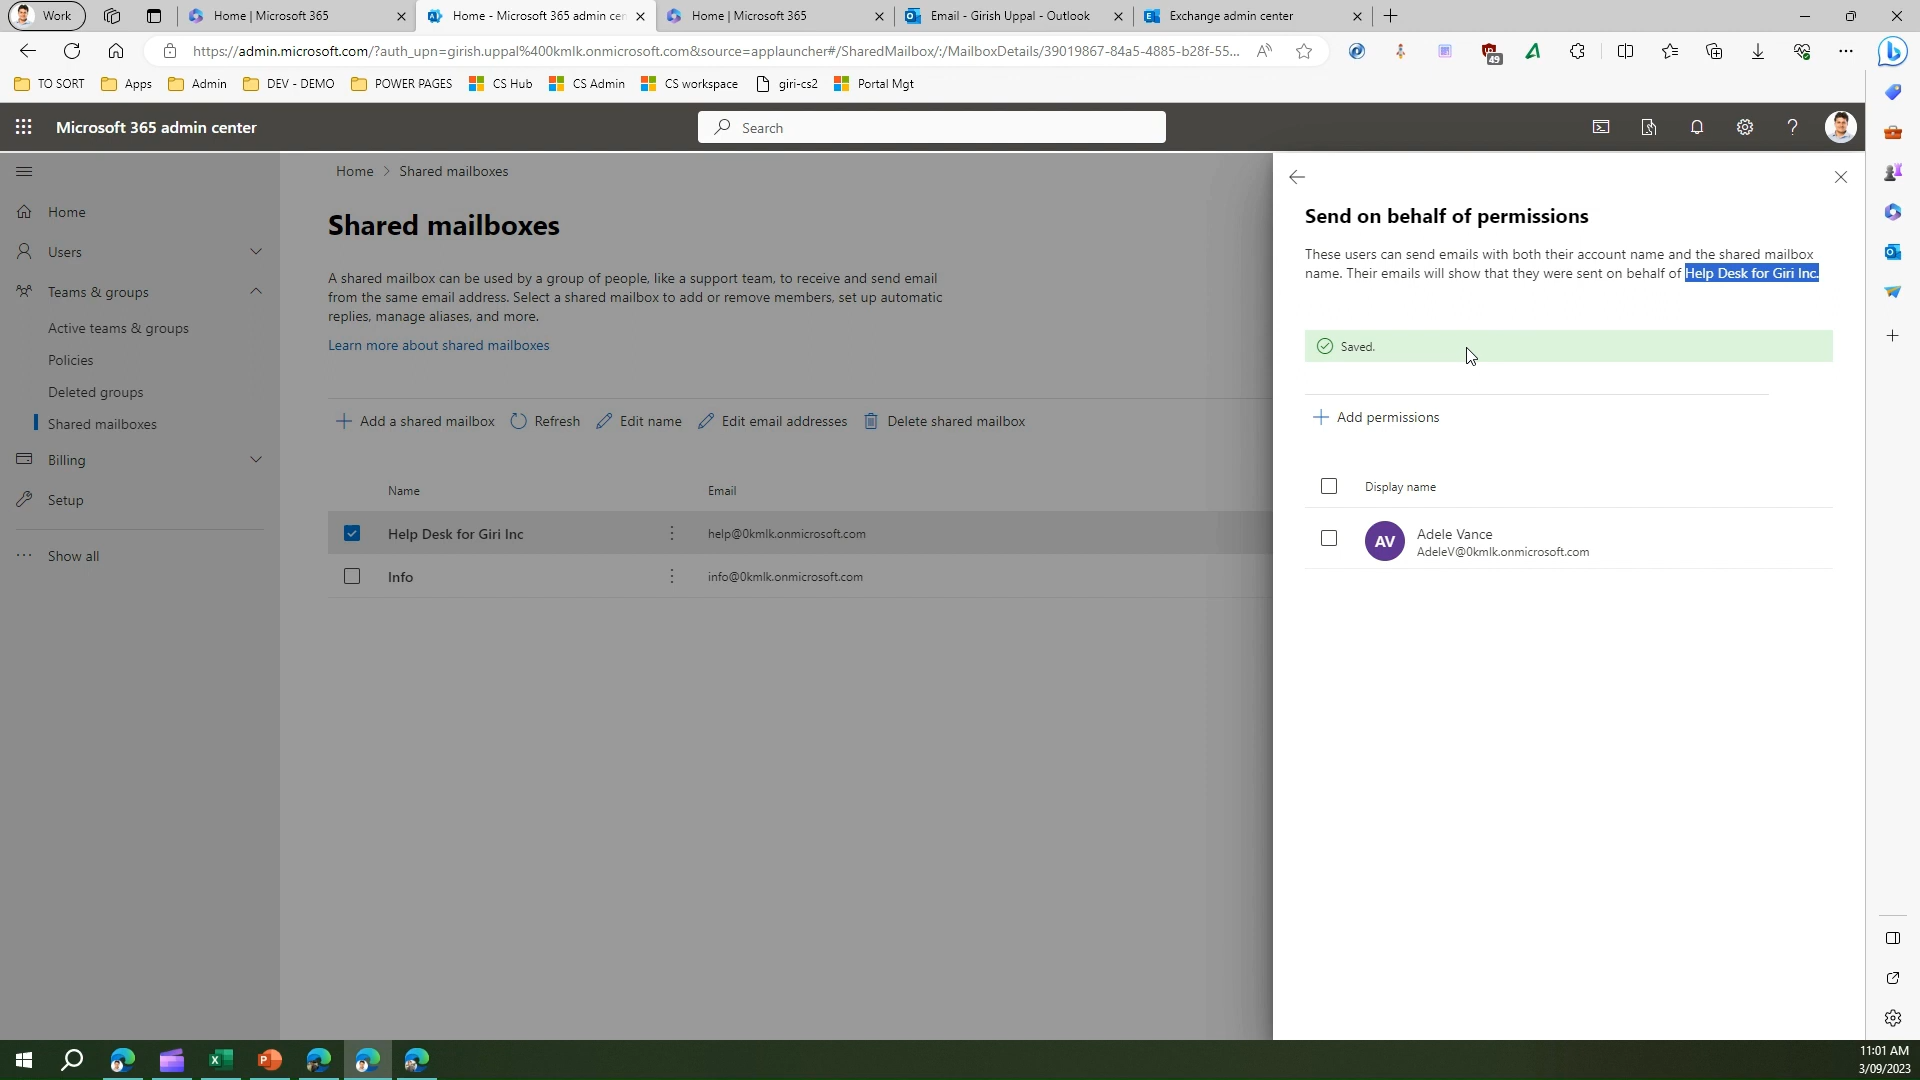 Work
Home | Microsoft 365
Home - Microsoft 365 admin cen
Home | Microsoft 365
Email - Girish Uppal - Outlook
Exchange admin center
https://admin.microsoft.com/?auth_upn=girish.uppal%400kmlk.onmicrosoft.com&source=applauncher#/SharedMailbox/:/MailboxDetails/39019867-84a5-4885-b28f-55...
49
TO SORT
Apps
Admin
DEV - DEMO
POWER PAGES
CS Hub
CS Admin
CS workspace
giri-cs2
Portal Mgt
Microsoft 365 admin center
Search
Home
Users
Teams & groups
Active teams & groups
Policies
Deleted groups
Shared mailboxes
Billing
Setup
Show all
Home > Shared mailboxes
Shared mailboxes
A shared mailbox can be used by a group of people, like a support team, to receive and send email
from the same email address. Select a shared mailbox to add or remove members, set up automatic
replies, manage aliases, and more.
Learn more about shared mailboxes
Add a shared mailbox
Refresh
Edit name
Edit email addresses
Delete shared mailbox
Name
Email
Help Desk for Giri Inc
help@0kmlk.onmicrosoft.com
Info
info@0kmlk.onmicrosoft.com
Send on behalf of permissions
These users can send emails with both their account name and the shared mailbox
name. Their emails will show that they were sent on behalf of Help Desk for Giri Inc.
Saved.
Add permissions
Display name
AV
Adele Vance
AdeleV@0kmlk.onmicrosoft.com
11:01 AM
3/09/2023